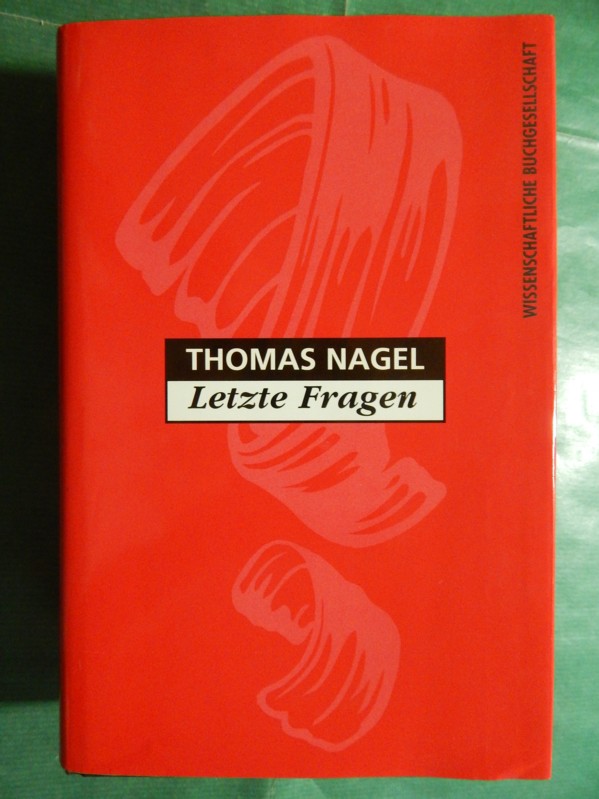 WISSENSCHAFTLICHE BUCHGESELLSCHAFT
THOMAS NAGEL
Letzte Fragen